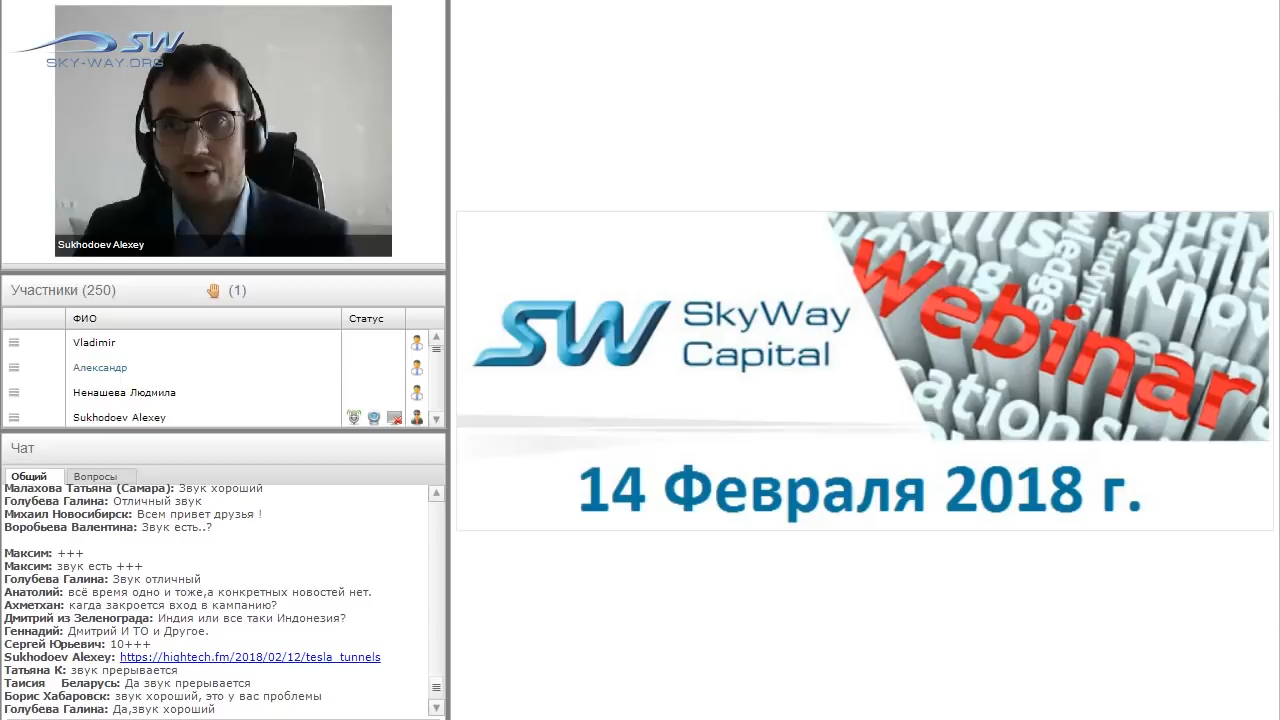 SW
SKY-WAY.ORG
Sukhodoev Alexey
Участники (250)
(1)
ФИО
Статус
Vladimir
Александр
Ненашева Людмила
Sukhodoev Alexey
Чат
Общий
Вопросы
Малахова Татьяна (Самара): Звук хороший
Голубева Галина: Отличный звук
Михаил Новосибирск: Всем привет друзья !
Воробьева Валентина: Звук есть..?
Максим: +++
Максим: звук есть +++
Голубева Галина: Звук отличный
Анатолий: всё время одно и тоже,а конкретных новостей нет.
Ахметхан: кагда закроется вход в кампанию?
Дмитрий из Зеленограда: Индия или все таки Индонезия?
Геннадий: Дмитрий И ТО и Другое.
Сергей Юрьевич: 10+++
Sukhodoev Alexey: https://hightech.fm/2018/02/12/tesla_tunnels
Татьяна К: звук прерывается
Таисия Беларусь: Да звук прерывается
Борис Хабаровск: звук хороший, это у вас проблемы
Голубева Галина: Да,звук хороший
SW
SkyWay
Capital
Webinar
14 Февраля 2018 г.